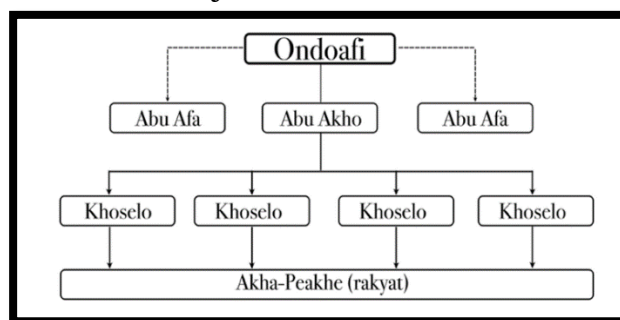 Ondoafi
Abu Afa
Abu Akho
Abu Afa
Khoselo
Khoselo
Khoselo
Khoselo
Akha-Peakhe (rakyat)